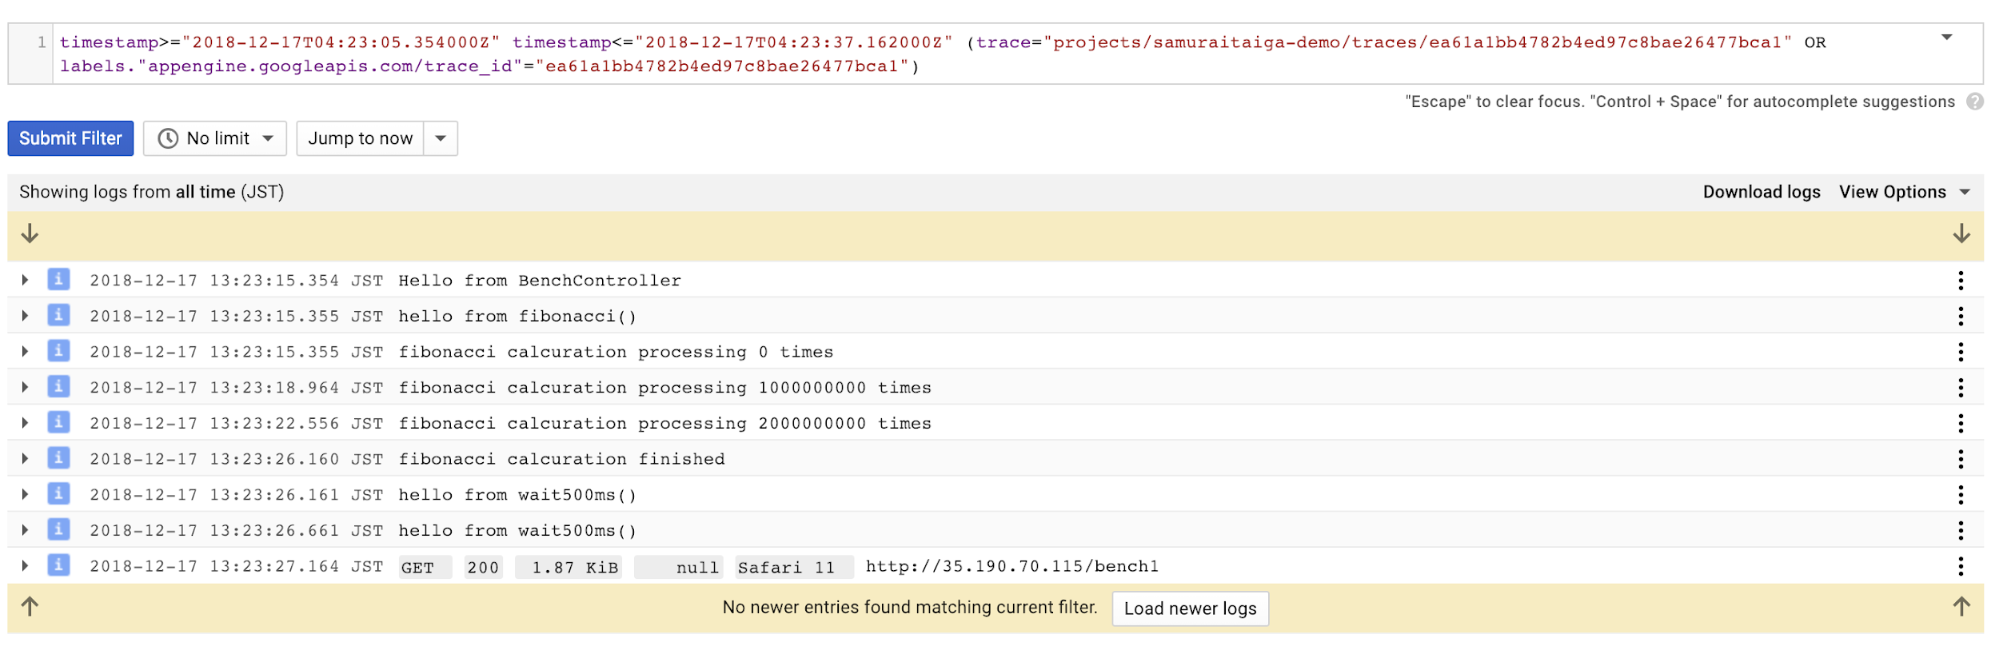 1 timestamp>="2018-12-17T04:23:05.354000Z" timestamp<="2018-12-17T04:23:37.162000Z" (trace="projects/samuraitaiga-demo/traces/ea61a1bb4782b4ed97c8bae26477bca1" OR
labels."appengine.googleapis.com/trace_id"="ea61a1bb4782b4ed97c8bae26477bca1")
"Escape" to clear focus. "Control + Space" for autocomplete suggestions ?
Submit Filter No limit Jump to now
Showing logs from all time (JST) Download logs View Options
i 2018-12-17 13:23:15.354 JST Hello from BenchController
i 2018-12-17 13:23:15.355 JST hello from fibonacci()
i 2018-12-17 13:23:15.355 JST fibonacci calcuration processing 0 times
i 2018-12-17 13:23:18.964 JST fibonacci calcuration processing 1000000000 times
i 2018-12-17 13:23:22.556 JST fibonacci calcuration processing 2000000000 times
i 2018-12-17 13:23:26.160 JST fibonacci calcuration finished
i 2018-12-17 13:23:26.161 JST hello from wait500ms()
i 2018-12-17 13:23:26.661 JST hello from wait500ms()
i 2018-12-17 13:23:27.164 JST GET 200 1.87 KiB null Safari 11 http://35.190.70.115/bench1
No newer entries found matching current filter. Load newer logs